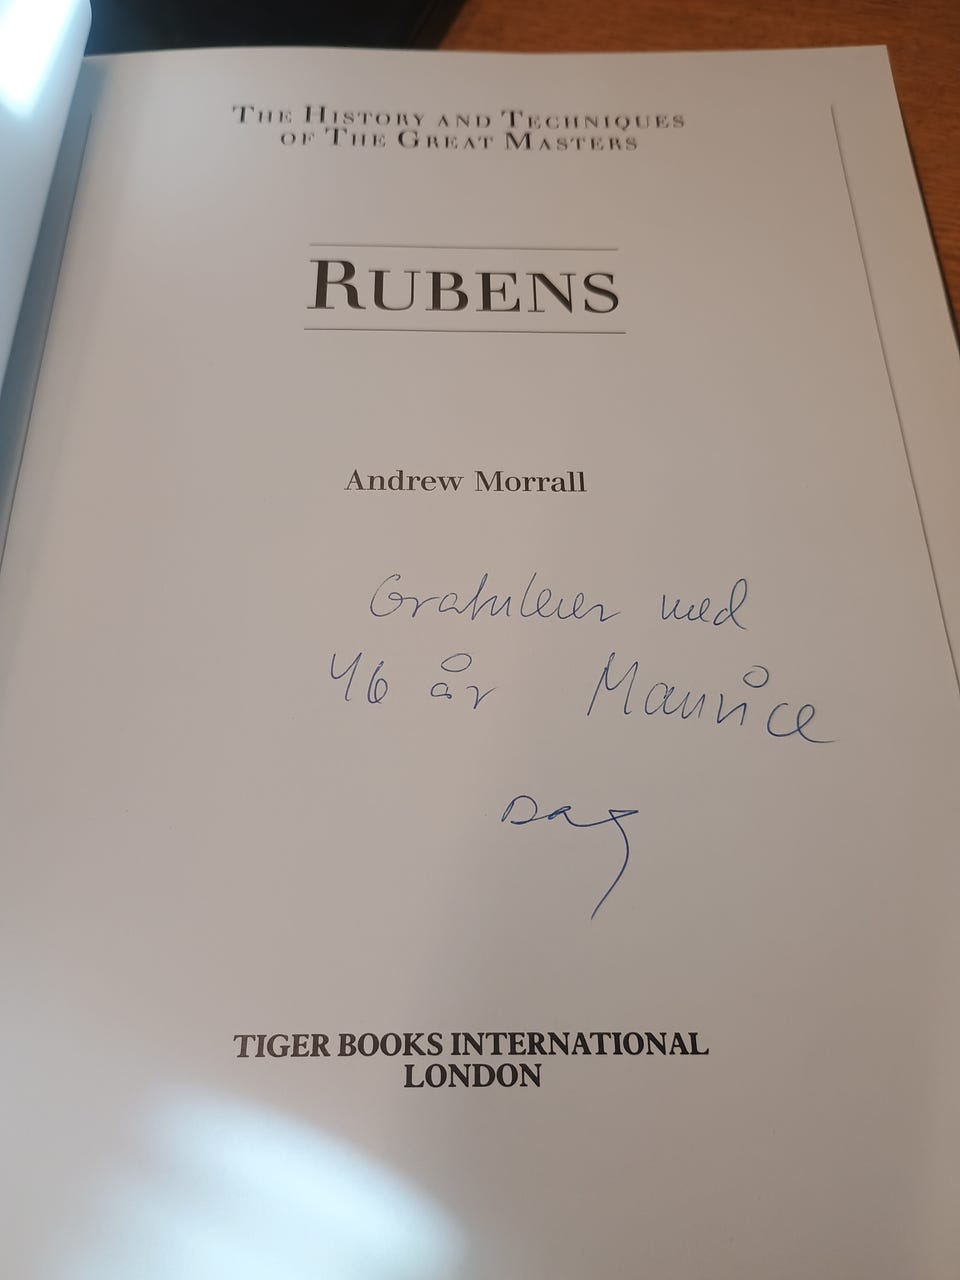 THE HISTORY AND TECHNIQUES
OF THE GREAT MASTERS
RUBENS
Andrew Morrall
Gratulerer med
46 år Maurice
Dag
TIGER BOOKS INTERNATIONAL
LONDON